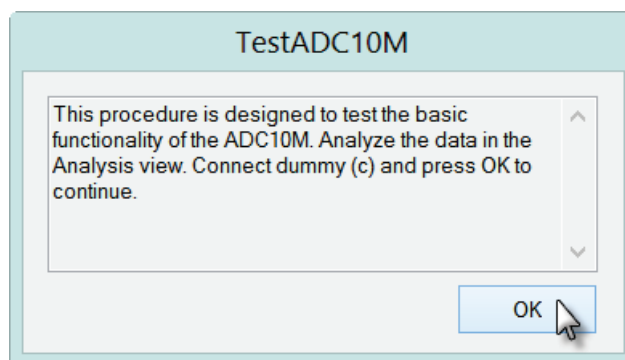 TestADC10M
This procedure is designed to test the basic
functionality of the ADC10M. Analyze the data in the
Analysis view. Connect dummy (c) and press OK to
continue.
OK